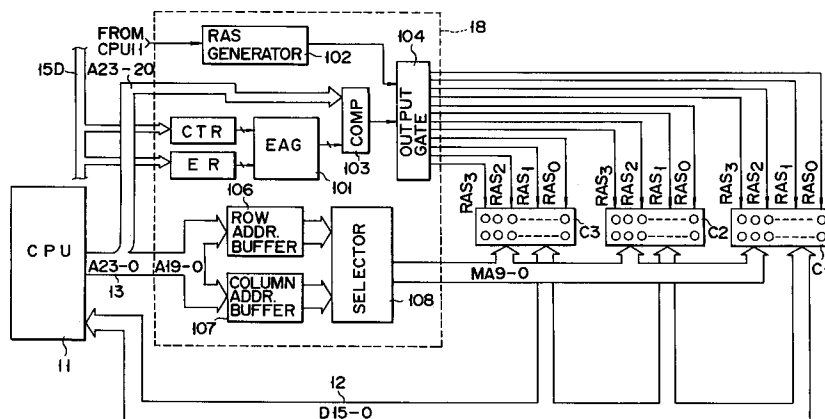 FROM
CPU11
RAS
GENERATOR
102
104
18
15D
A23-20
OUTPUT
GATE
CTR
EAG
COMP
103
ER
101
106
ROW
ADDR.
BUFFER
CPU
A23-0
A19-0
13
COLUMN
ADDR.
BUFFER
107
SELECTOR
108
11
RAS3
RAS2
RAS1
RAS0
RAS3
RAS2
RAS1
RAS0
RAS3
RAS2
RAS1
RAS0
C3
C2
MA9-0
12
D15-0